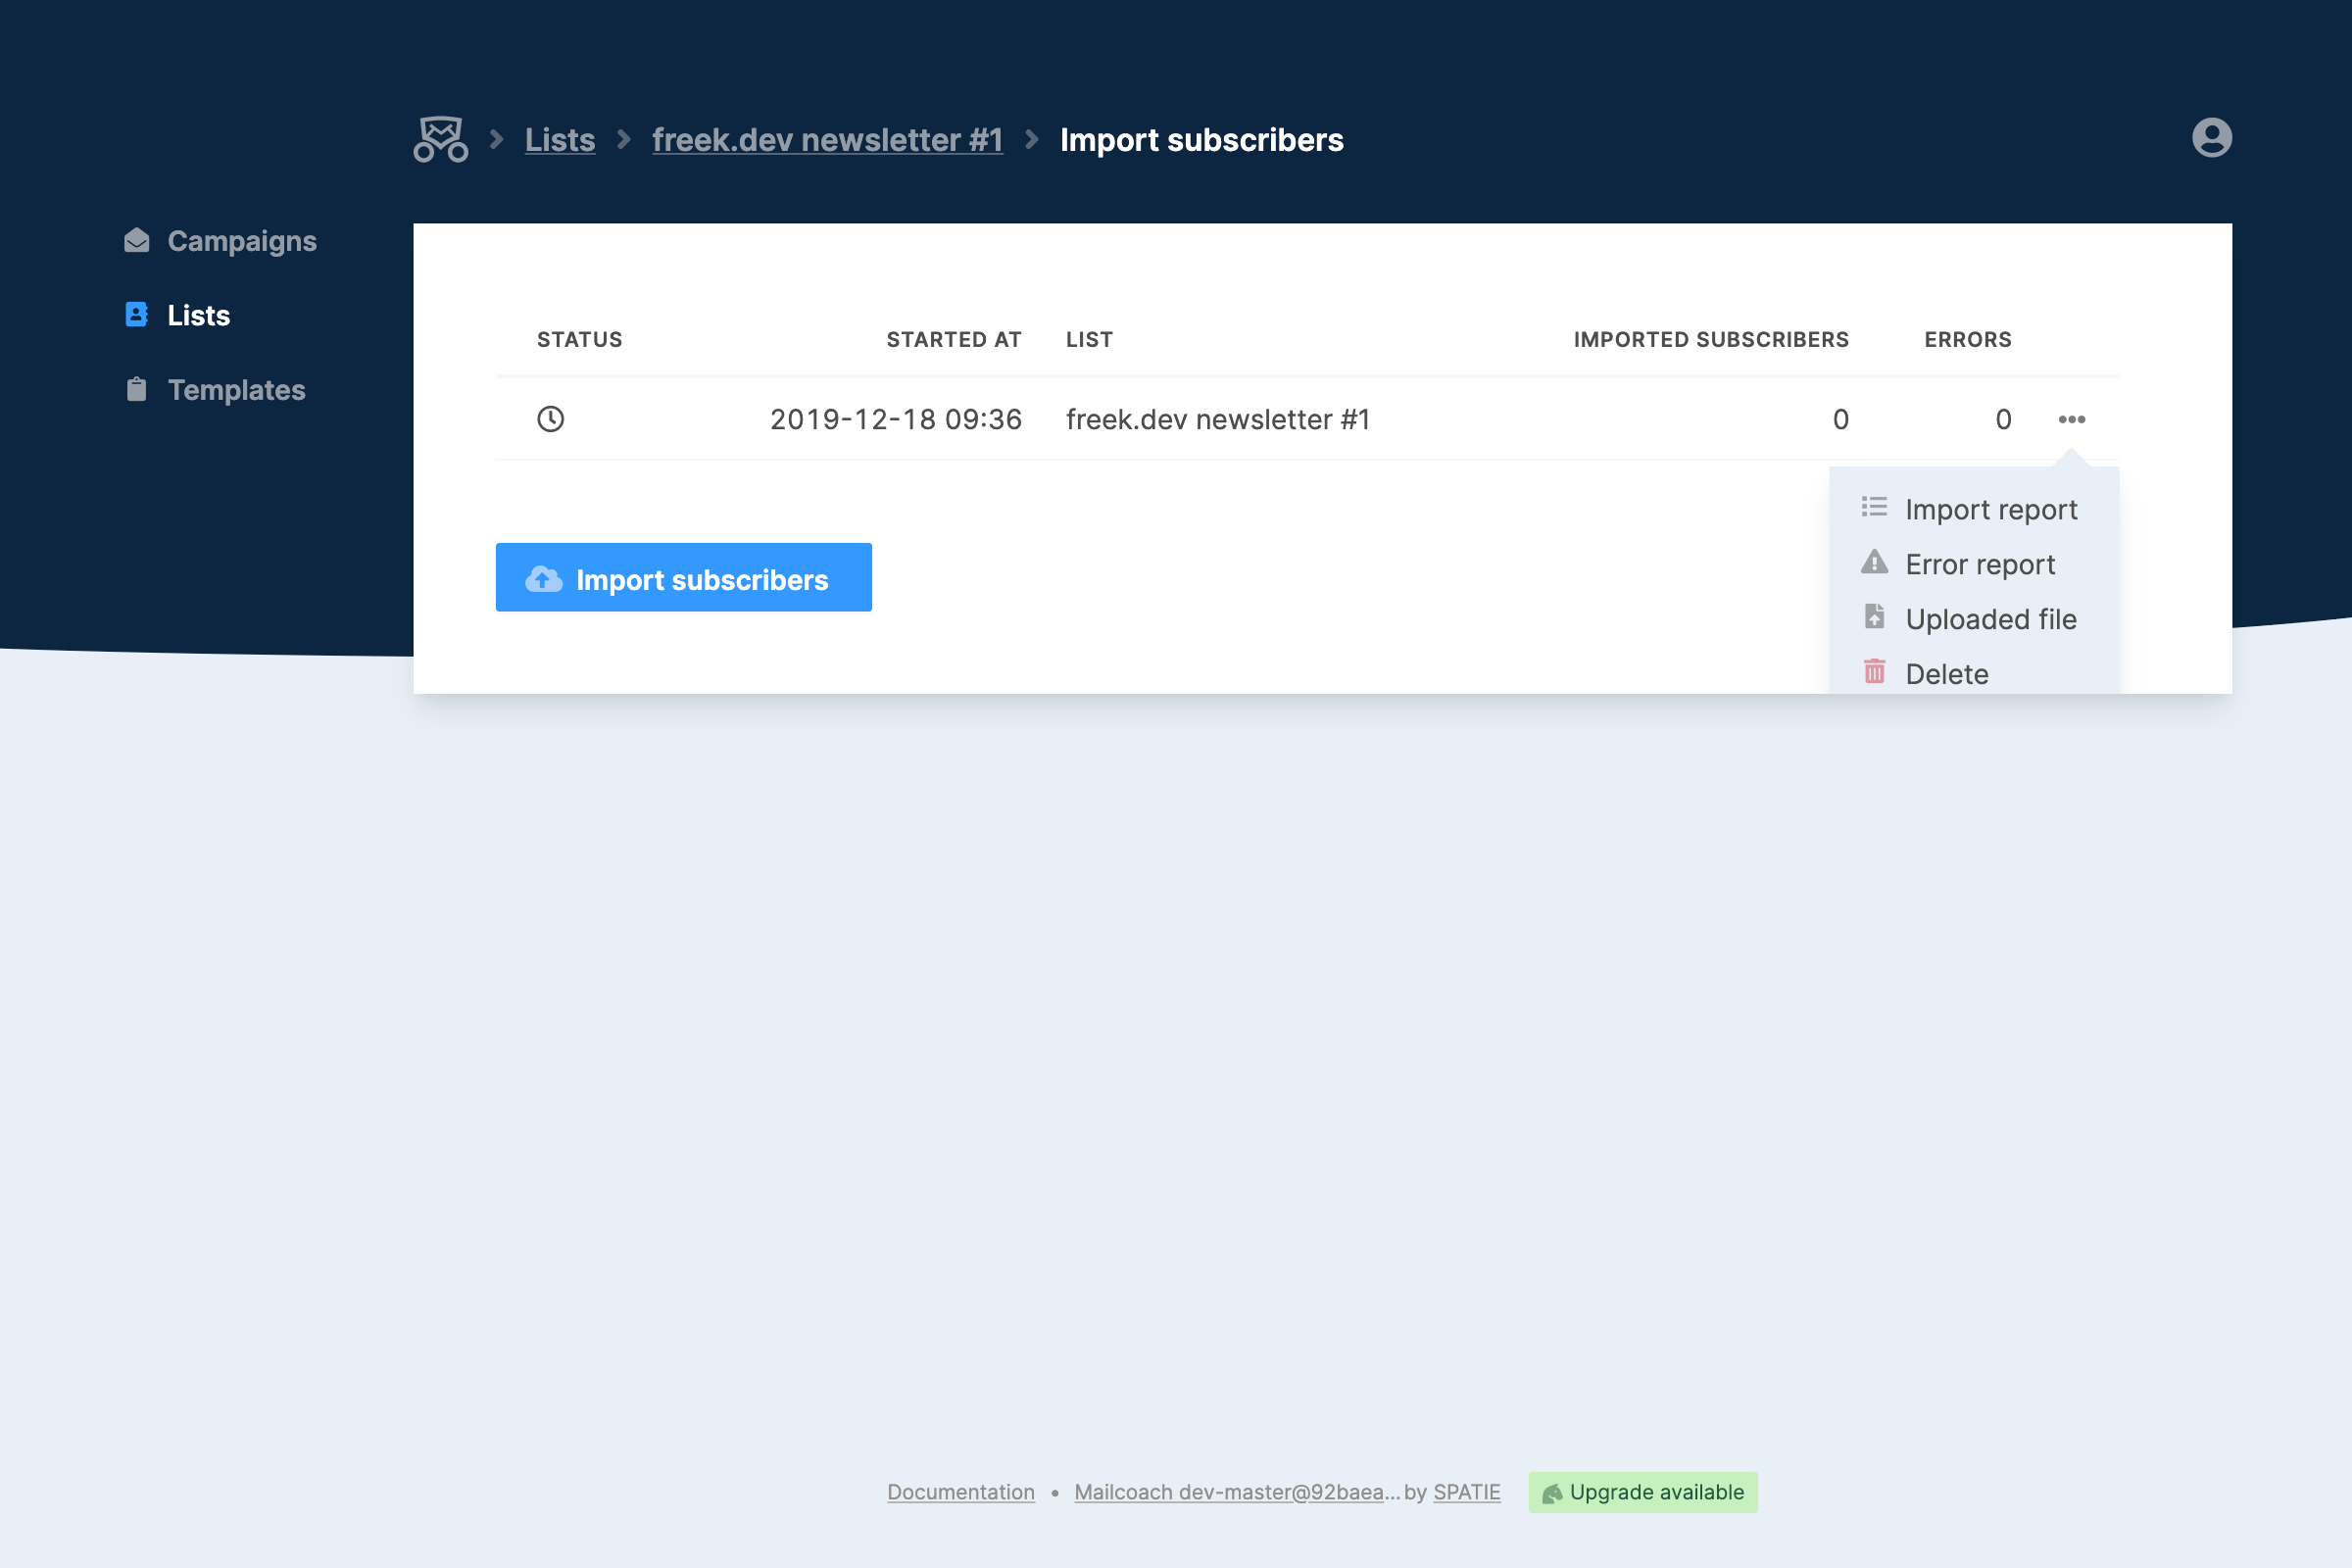 Lists
freek.dev newsletter #1
Import subscribers
Campaigns
Lists
Templates
STATUS
STARTED AT
LIST
IMPORTED SUBSCRIBERS
ERRORS
2019-12-18 09:36
freek.dev newsletter #1
0
0
Import report
Error report
Uploaded file
Delete
Import subscribers
Documentation • Mailcoach dev-master@92baea... by SPATIE
Upgrade available